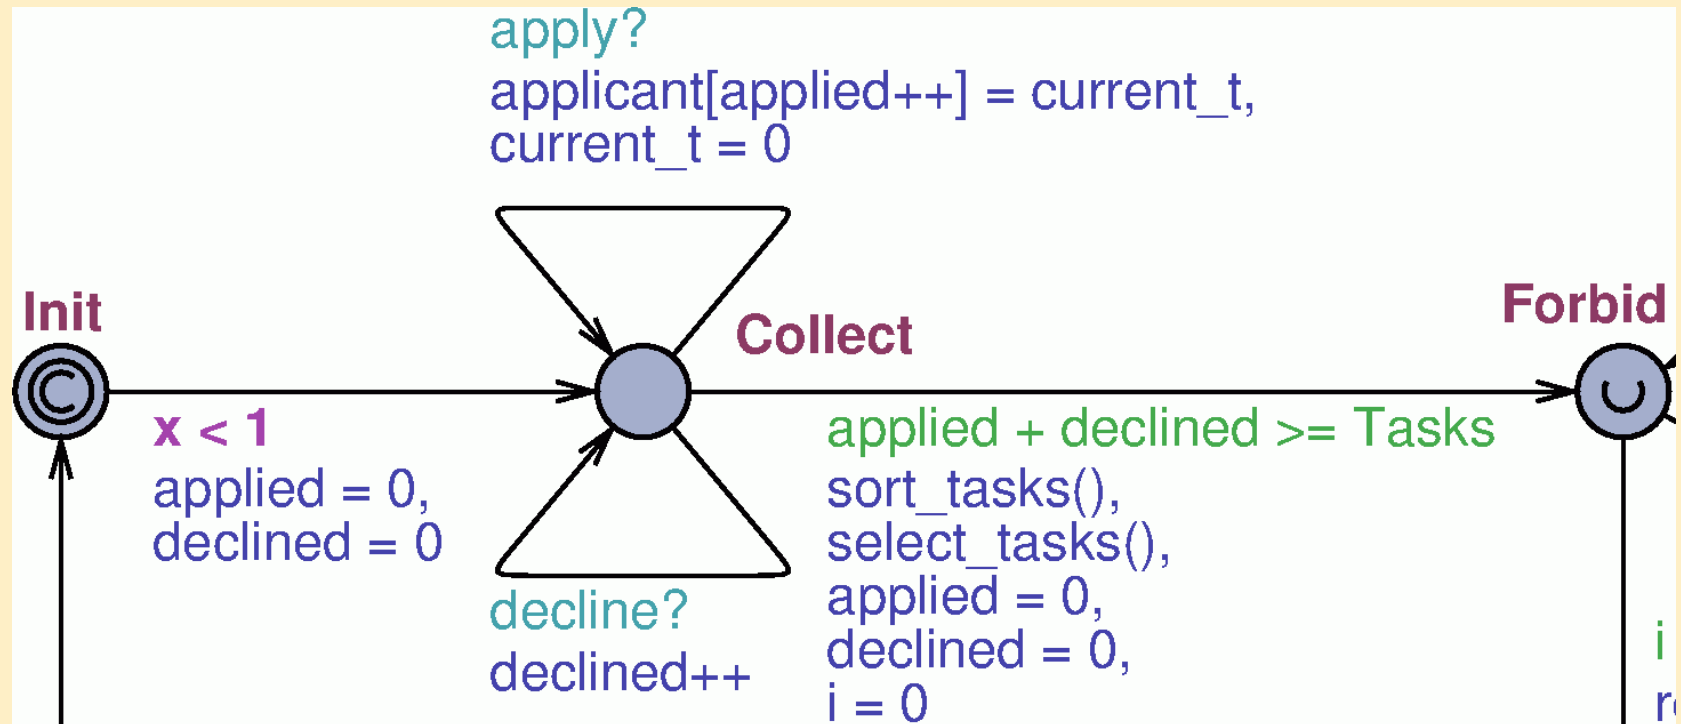 apply?
applicant[applied++] = current_t,
current_t = 0
Init
Collect
Forbid
x < 1
applied = 0,
declined = 0
applied + declined >= Tasks
sort_tasks(),
select_tasks(),
applied = 0,
declined = 0,
i = 0
decline?
declined++
i